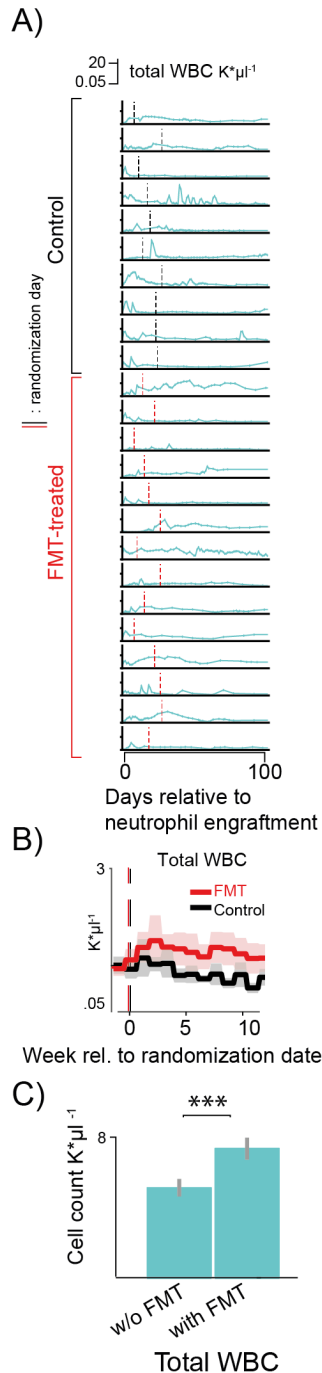 A)
20
0.05
total WBC K*µl⁻¹
Control
|| : randomization day
FMT-treated
0
100
Days relative to
neutrophil engraftment
B)
Total WBC
3
K*µl⁻¹
.05
FMT
Control
0
5
10
Week rel. to randomization date
C)
***
8
Cell count K*µl ⁻¹
w/o FMT
with FMT
Total WBC